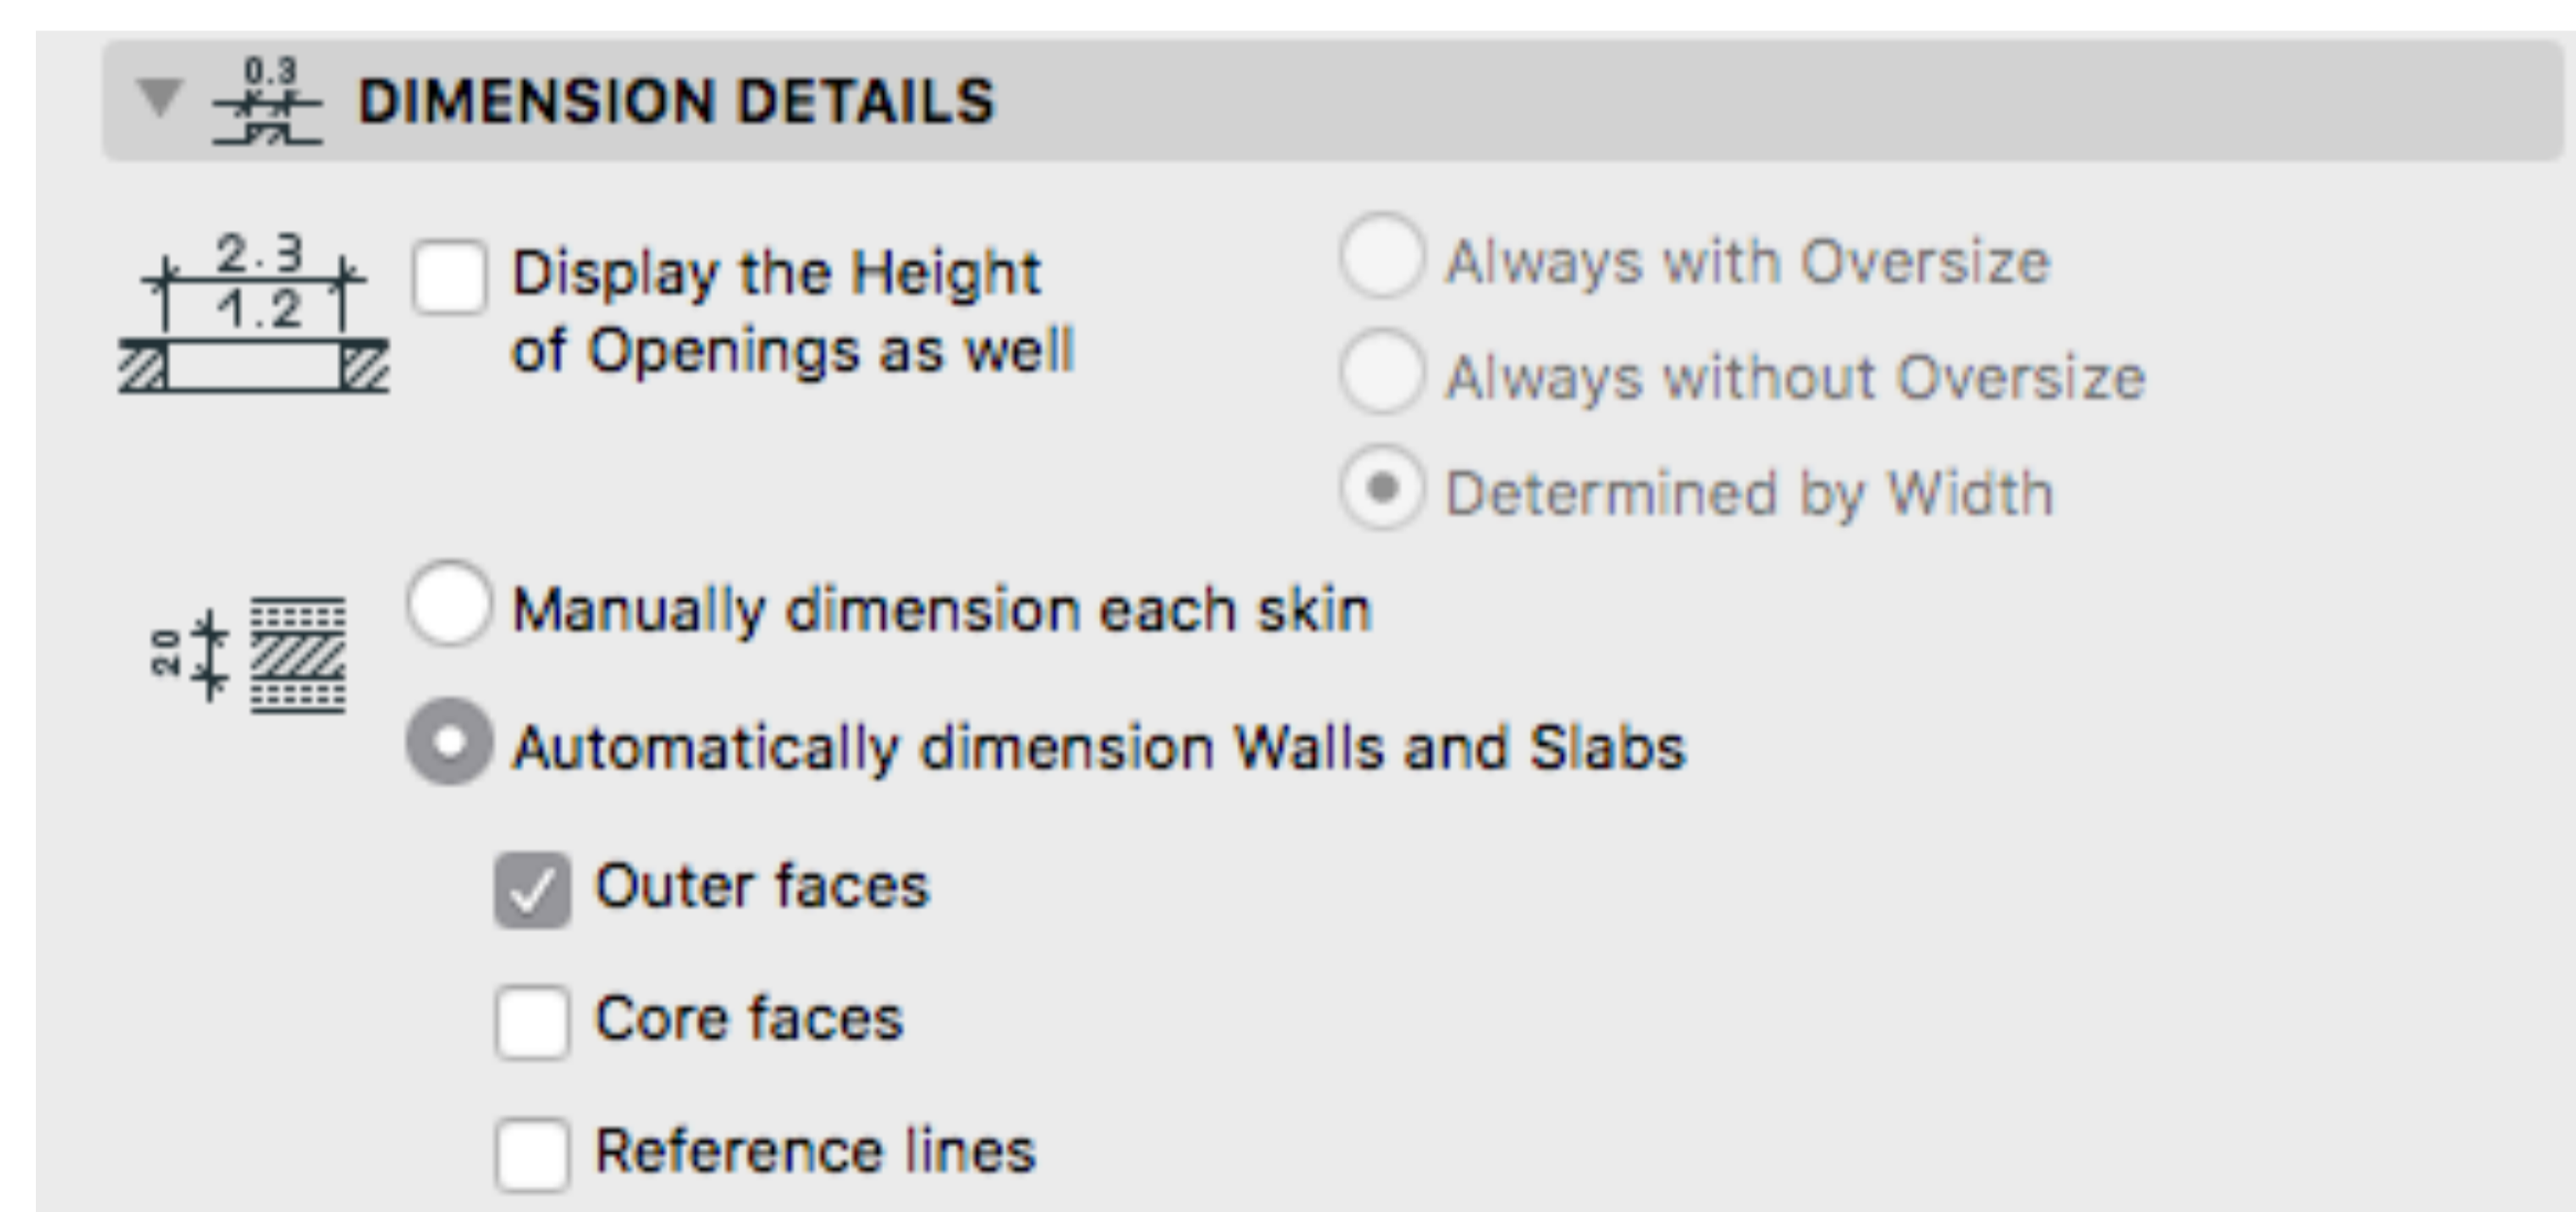 0.3
DIMENSION DETAILS
2.3
1.2
Display the Height
of Openings as well
Always with Oversize
Always without Oversize
Determined by Width
20
Manually dimension each skin
Automatically dimension Walls and Slabs
Outer faces
Core faces
Reference lines